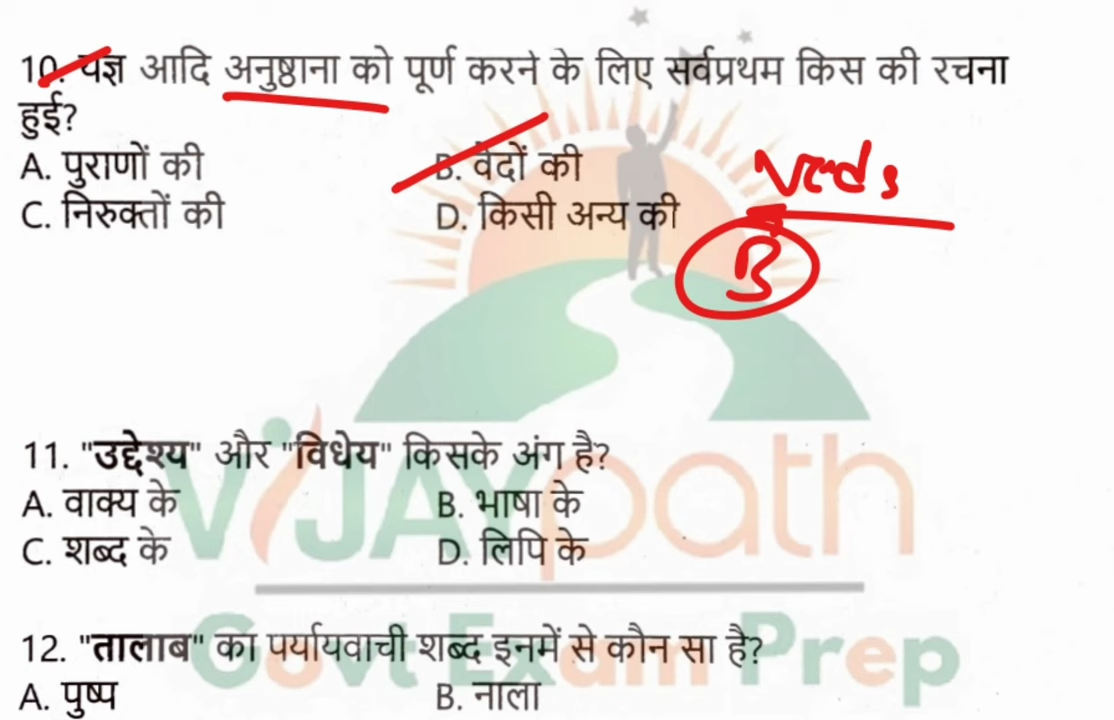 10. यज्ञ आदि अनुष्ठाना को पूर्ण करने के लिए सर्वप्रथम किस की रचना
हुई?
A. पुराणों की B. वेदों की
C. निरुक्तों की D. किसी अन्य की
Veds
B
11. "उद्देश्य" और "विधेय" किसके अंग है?
A. वाक्य के B. भाषा के
C. शब्द के D. लिपि के
VIJAYpath
Govt Exam Prep
12. "तालाब" का पर्यायवाची शब्द इनमें से कौन सा है?
A. पुष्प B. नाला